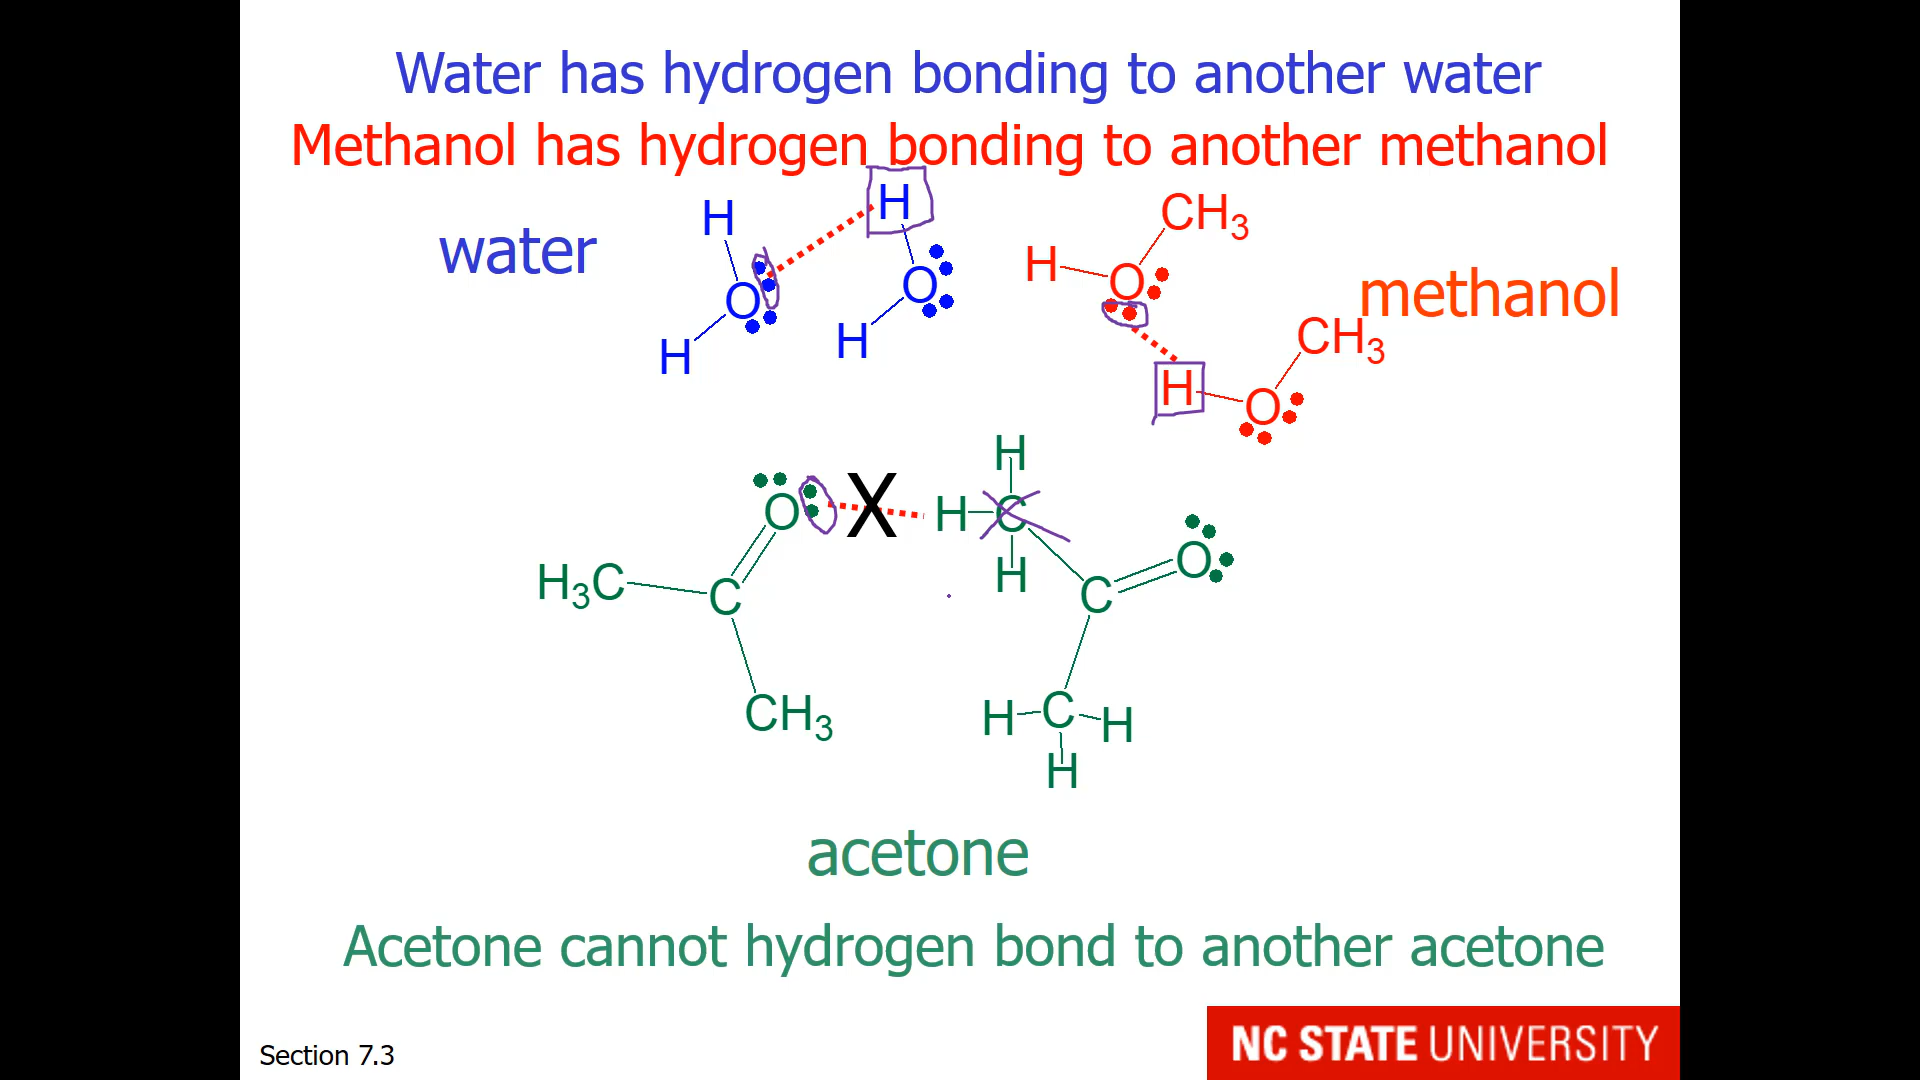 Water has hydrogen bonding to another water
Methanol has hydrogen bonding to another methanol
water
H
O
H
H
O
H
CH3
H
O
methanol
CH3
H
O
H3C
C
O
CH3
X
H
H
C
H
C
O
H
C
H
H
acetone
Acetone cannot hydrogen bond to another acetone
Section 7.3
NC STATE UNIVERSITY